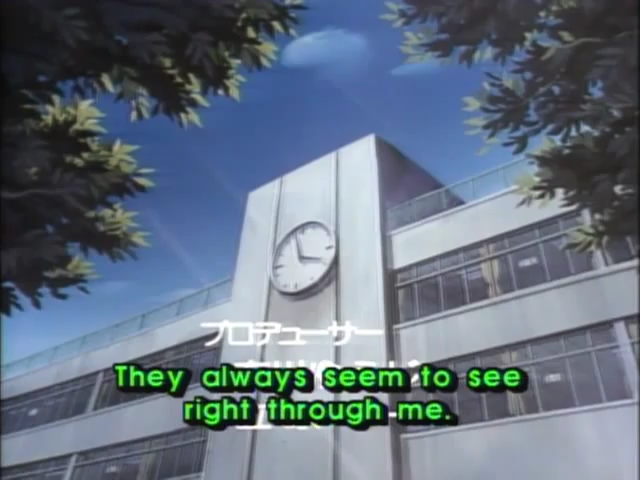 プロデューサー
They always seem to see
right through me.